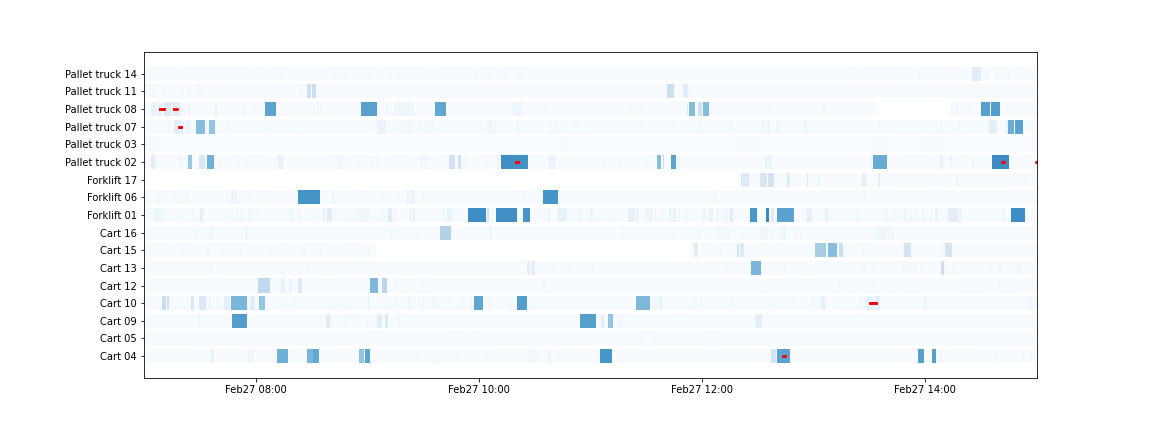 Pallet truck 14
Pallet truck 11
Pallet truck 08
Pallet truck 07
Pallet truck 03
Pallet truck 02
Forklift 17
Forklift 06
Forklift 01
Cart 16
Cart 15
Cart 13
Cart 12
Cart 10
Cart 09
Cart 05
Cart 04
Feb27 08:00 Feb27 10:00 Feb27 12:00 Feb27 14:00